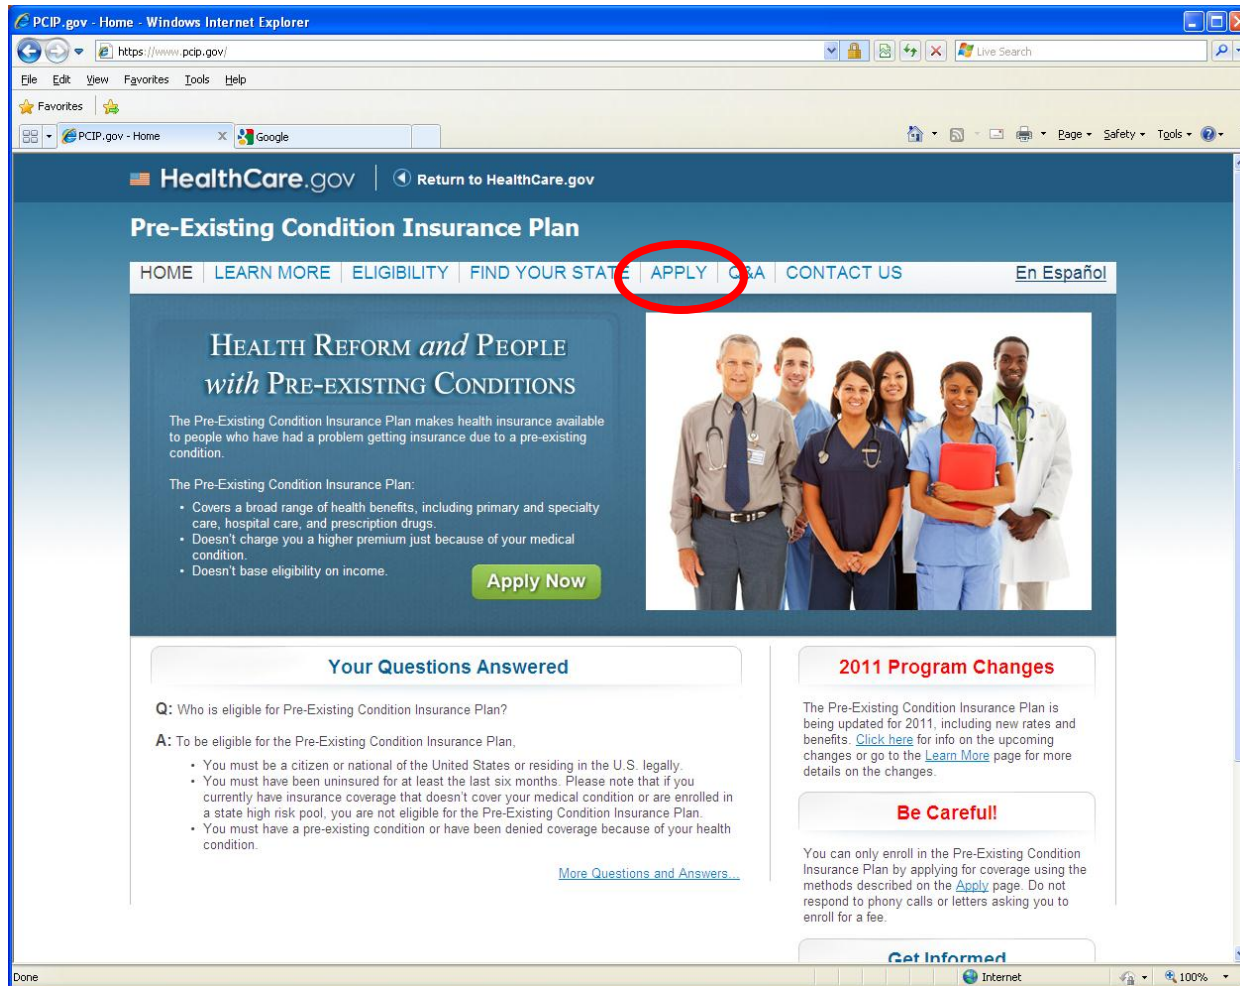 PCIP.gov - Home - Windows Internet Explorer
https://www.pcip.gov/
Live Search
File Edit View Favorites Tools Help
Favorites
PCIP.gov - Home
Google
Page Safety Tools
HealthCare.gov
Return to HealthCare.gov
Pre-Existing Condition Insurance Plan
HOME LEARN MORE ELIGIBILITY FIND YOUR STATE APPLY Q&A CONTACT US En Español
HEALTH REFORM and PEOPLE
with PRE-EXISTING CONDITIONS
The Pre-Existing Condition Insurance Plan makes health insurance available
to people who have had a problem getting insurance due to a pre-existing
condition.
The Pre-Existing Condition Insurance Plan:
• Covers a broad range of health benefits, including primary and specialty
care, hospital care, and prescription drugs.
• Doesn't charge you a higher premium just because of your medical
condition.
• Doesn't base eligibility on income.
Apply Now
Your Questions Answered
Q: Who is eligible for Pre-Existing Condition Insurance Plan?
A: To be eligible for the Pre-Existing Condition Insurance Plan,
• You must be a citizen or national of the United States or residing in the U.S. legally.
• You must have been uninsured for at least the last six months. Please note that if you
currently have insurance coverage that doesn't cover your medical condition or are enrolled in
a state high risk pool, you are not eligible for the Pre-Existing Condition Insurance Plan.
• You must have a pre-existing condition or have been denied coverage because of your health
condition.
More Questions and Answers...
2011 Program Changes
The Pre-Existing Condition Insurance Plan is
being updated for 2011, including new rates and
benefits. Click here for info on the upcoming
changes or go to the Learn More page for more
details on the changes.
Be Careful!
You can only enroll in the Pre-Existing Condition
Insurance Plan by applying for coverage using the
methods described on the Apply page. Do not
respond to phony calls or letters asking you to
enroll for a fee.
Get Informed
Done
Internet
100%